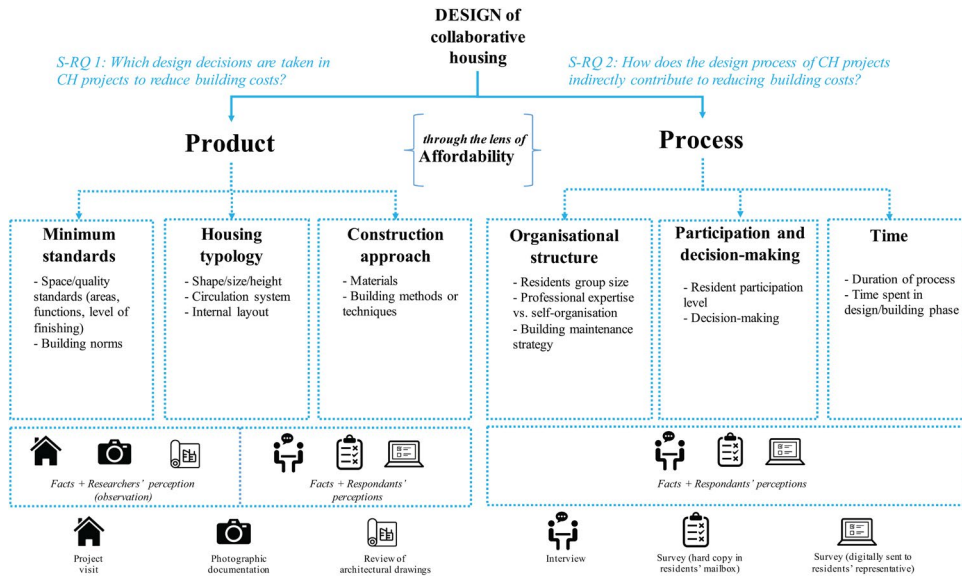 DESIGN of
collaborative
housing
S-RQ 1: Which design decisions are taken in
CH projects to reduce building costs?
S-RQ 2: How does the design process of CH projects
indirectly contribute to reducing building costs?
Product
through the lens of
Affordability
Process
Minimum
standards
- Space/quality
standards (areas,
functions, level of
finishing)
- Building norms
Housing
typology
- Shape/size/height
- Circulation system
- Internal layout
Construction
approach
- Materials
- Building methods or
techniques
Organisational
structure
- Residents group size
- Professional expertise
vs. self-organisation
- Building maintenance
strategy
Participation and
decision-making
- Resident participation
level
- Decision-making
Time
- Duration of process
- Time spent in
design/building phase
Facts + Researchers' perception
(observation)
Facts + Respondants'
perceptions
Facts + Respondants' perceptions
Project
visit
Photographic
documentation
Review of
architectural drawings
Interview
Survey (hard copy in
residents' mailbox)
Survey (digitally sent to
residents' representative)